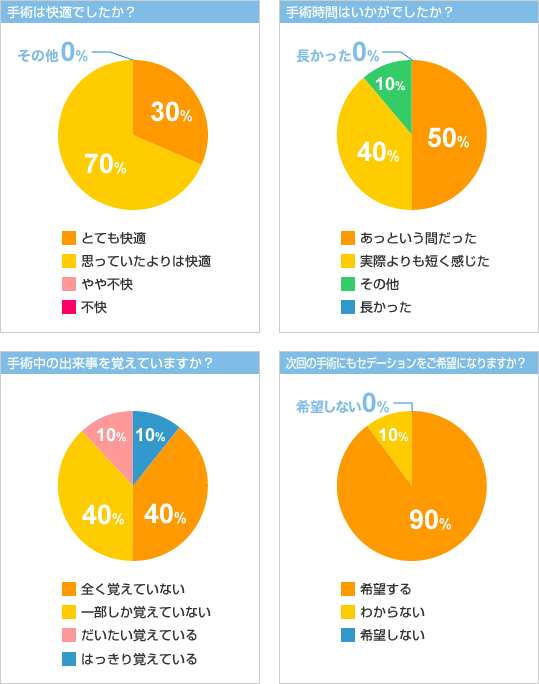 手術は快適でしたか？
その他0%
30%
70%
とても快適
思っていたよりは快適
やや不快
不快
手術時間はいかがでしたか？
長かった0%
10%
50%
40%
あっという間だった
実際よりも短く感じた
その他
長かった
手術中の出来事を覚えていますか？
10% 10%
40% 40%
全く覚えていない
一部しか覚えていない
だいたい覚えている
はっきり覚えている
次回の手術にもセデーションをご希望になりますか？
希望しない0%
10%
90%
希望する
わからない
希望しない